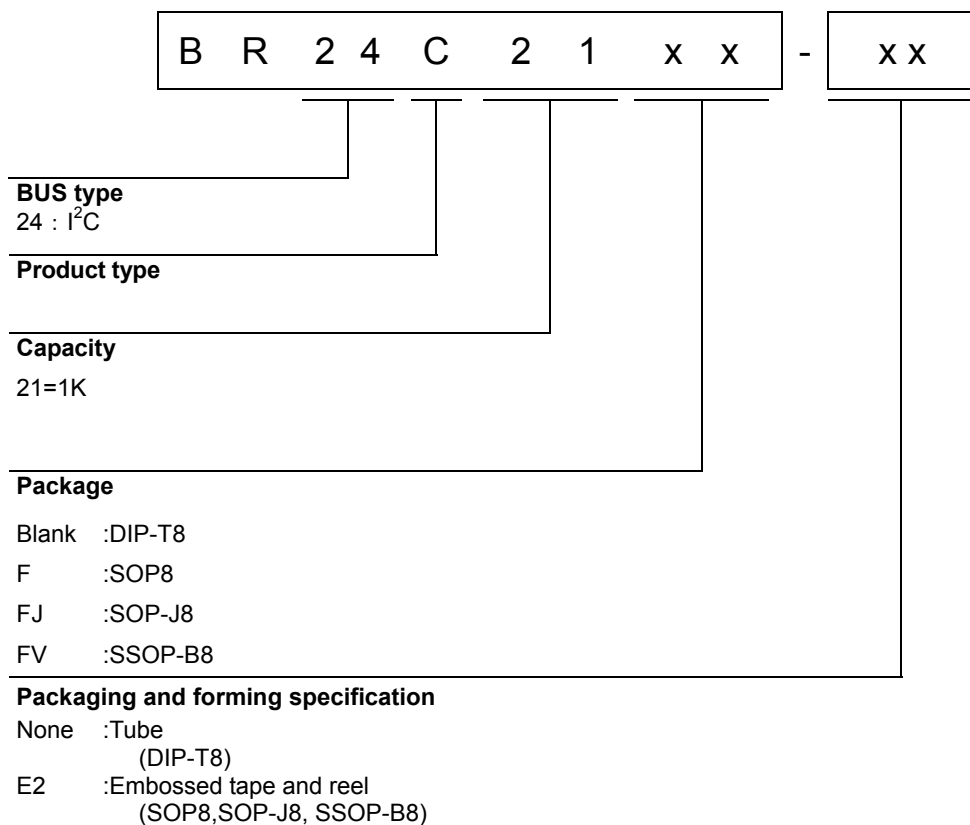 B R 2 4 C 2 1 x x - x x
BUS type
24 : I²C
Product type
Capacity
21=1K
Package
Blank :DIP-T8
F :SOP8
FJ :SOP-J8
FV :SSOP-B8
Packaging and forming specification
None :Tube
(DIP-T8)
E2 :Embossed tape and reel
(SOP8,SOP-J8, SSOP-B8)